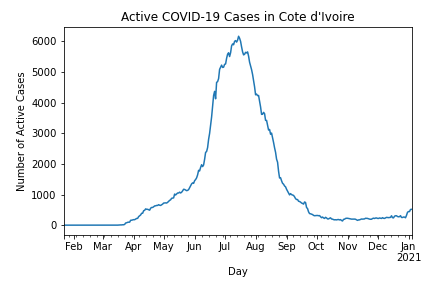 Active COVID-19 Cases in Cote d'Ivoire
Number of Active Cases
6000
5000
4000
3000
2000
1000
0
Feb Mar Apr May Jun Jul Aug Sep Oct Nov Dec Jan
2021
Day